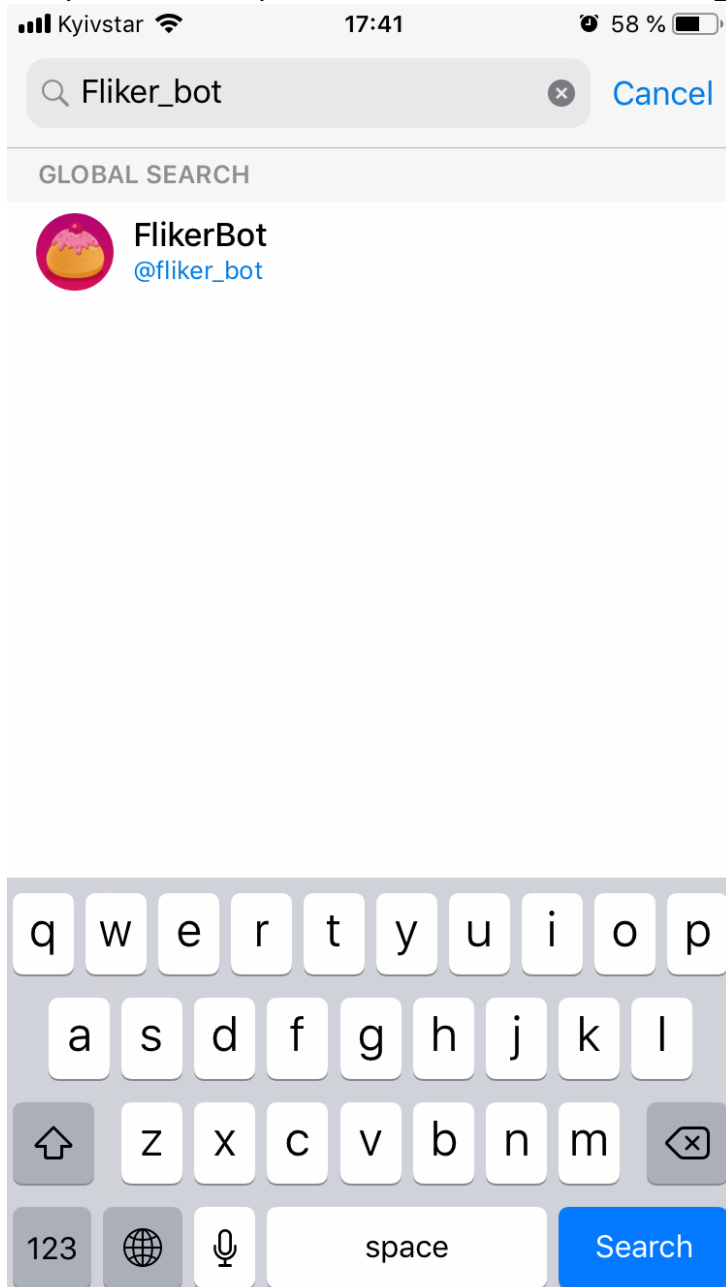 Kyivstar 17:41 58 %
Fliker_bot Cancel
GLOBAL SEARCH
FlikerBot
@fliker_bot
q w e r t y u i o p
a s d f g h j k l
z x c v b n m
123 space Search